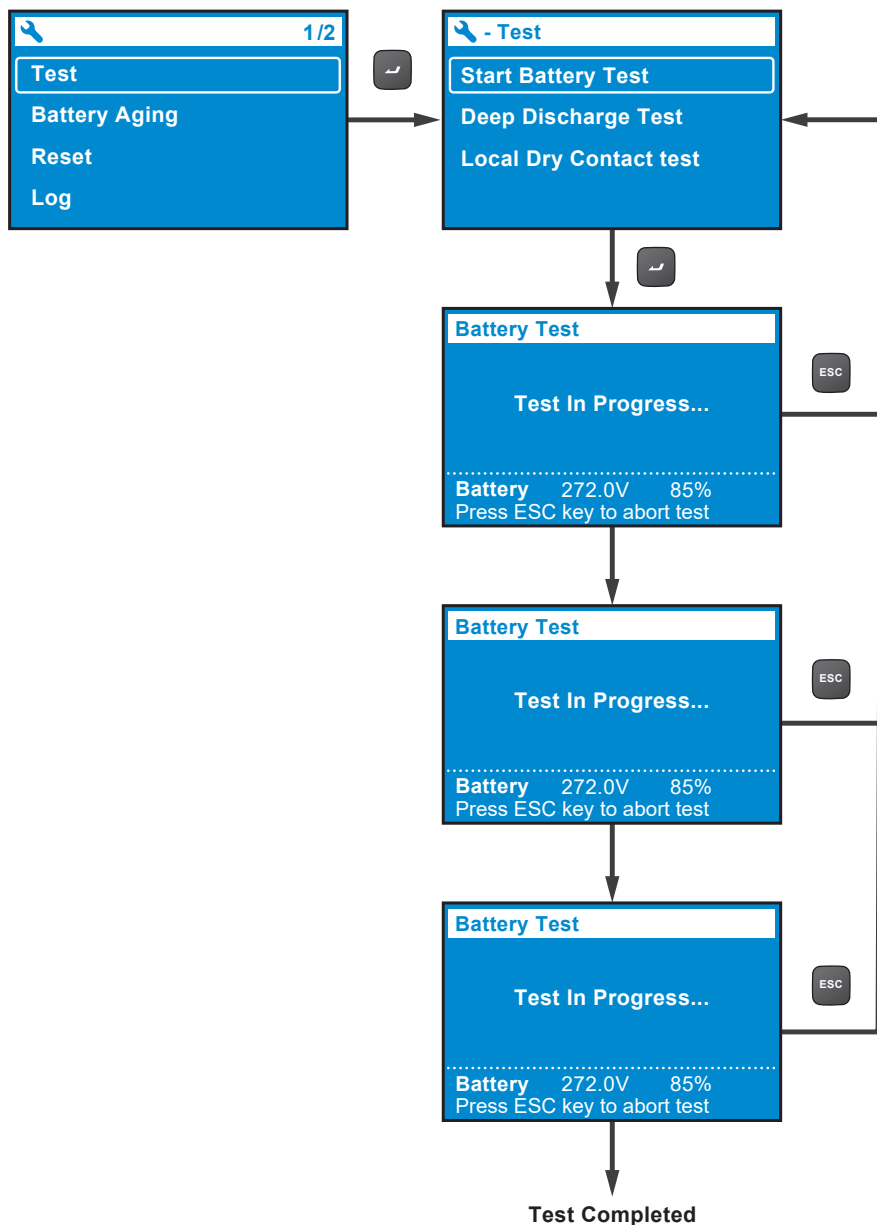 1/2
Test
Battery Aging
Reset
Log
- Test
Start Battery Test
Deep Discharge Test
Local Dry Contact test
Battery Test
Test In Progress...
Battery 272.0V 85%
Press ESC key to abort test
ESC
Battery Test
Test In Progress...
Battery 272.0V 85%
Press ESC key to abort test
ESC
Battery Test
Test In Progress...
Battery 272.0V 85%
Press ESC key to abort test
ESC
Test Completed